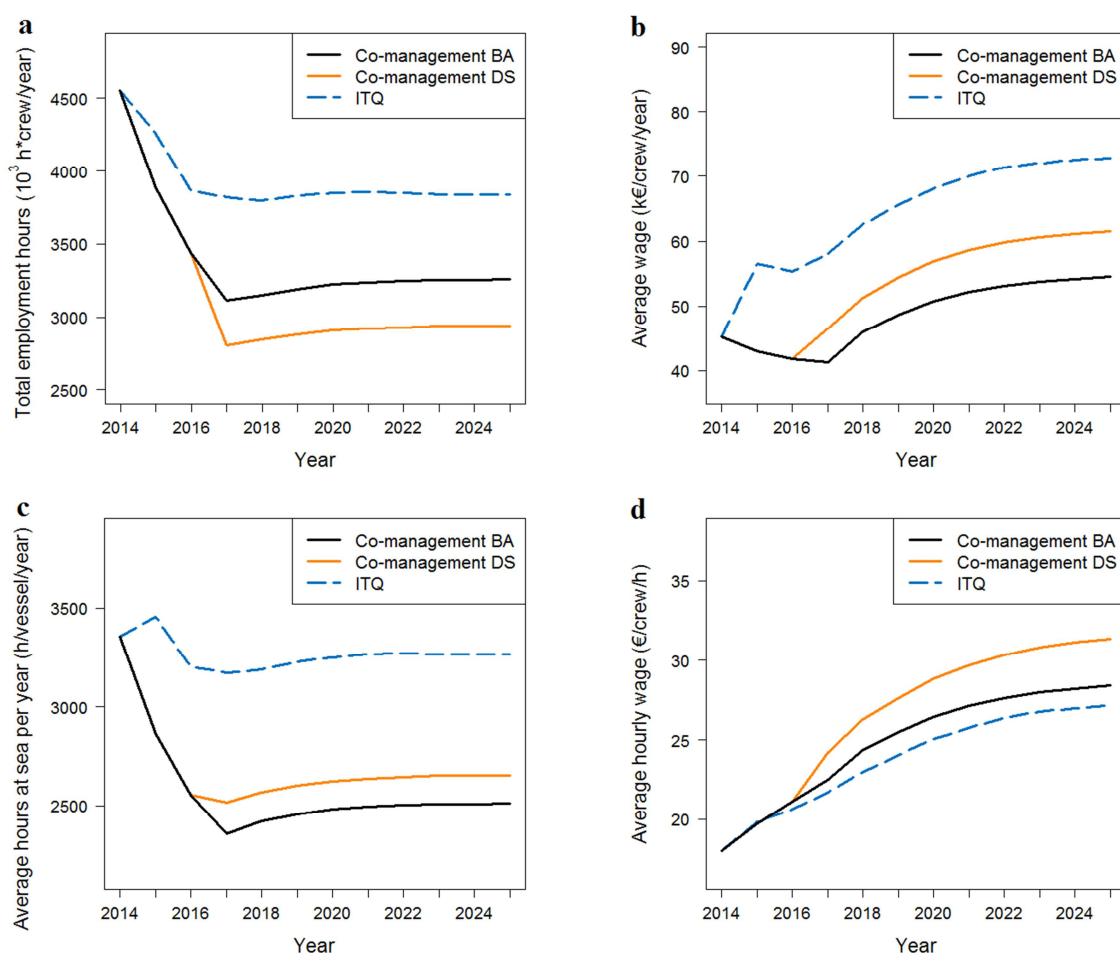 a
Total employment hours (10³ h*crew/year)
4500
4000
3500
3000
2500
Co-management BA
Co-management DS
ITQ
2014 2016 2018 2020 2022 2024
Year
b
Average wage (k€/crew/year)
90
80
70
60
50
40
Co-management BA
Co-management DS
ITQ
2014 2016 2018 2020 2022 2024
Year
c
Average hours at sea per year (h/vessel/year)
3500
3000
2500
Co-management BA
Co-management DS
ITQ
2014 2016 2018 2020 2022 2024
Year
d
Average hourly wage (€/crew/h)
35
30
25
20
Co-management BA
Co-management DS
ITQ
2014 2016 2018 2020 2022 2024
Year